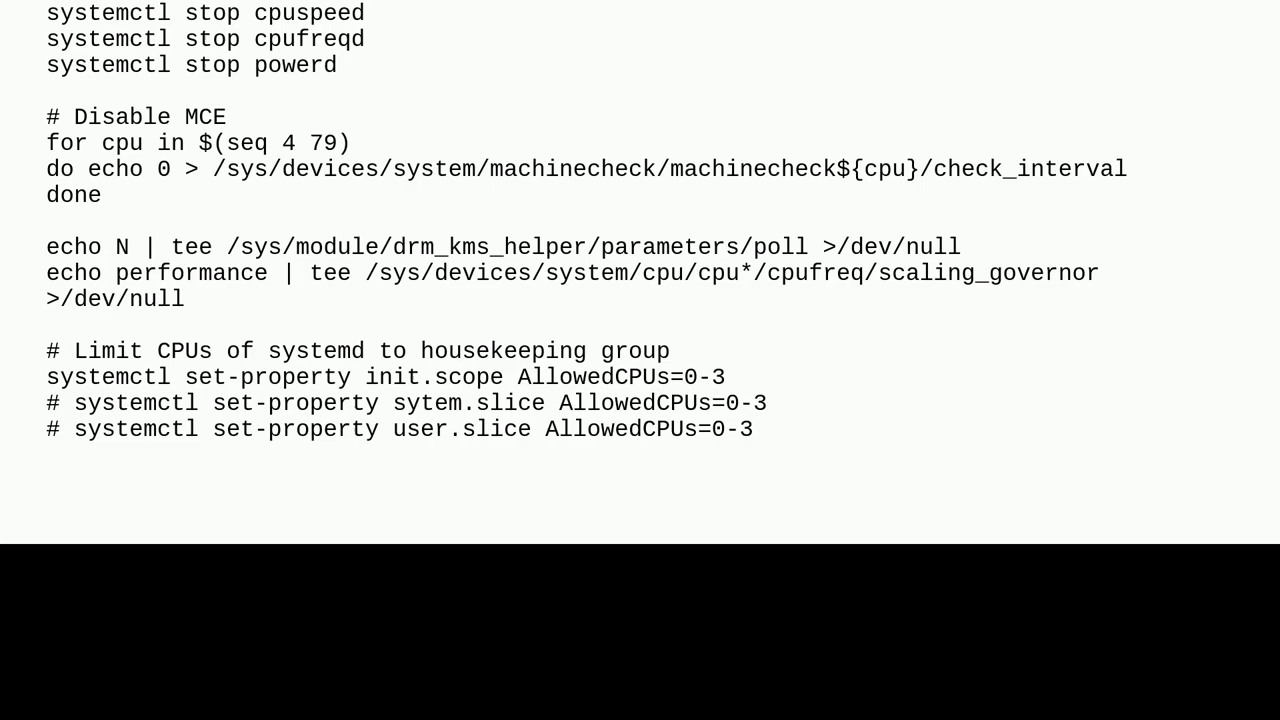 systemctl stop cpuspeed
systemctl stop cpufreqd
systemctl stop powerd
# Disable MCE
for cpu in $(seq 4 79)
do echo 0 > /sys/devices/system/machinecheck/machinecheck${cpu}/check_interval
done
echo N | tee /sys/module/drm_kms_helper/parameters/poll >/dev/null
echo performance | tee /sys/devices/system/cpu/cpu*/cpufreq/scaling_governor
>/dev/null
# Limit CPUs of systemd to housekeeping group
systemctl set-property init.scope AllowedCPUs=0-3
# systemctl set-property sytem.slice AllowedCPUs=0-3
# systemctl set-property user.slice AllowedCPUs=0-3